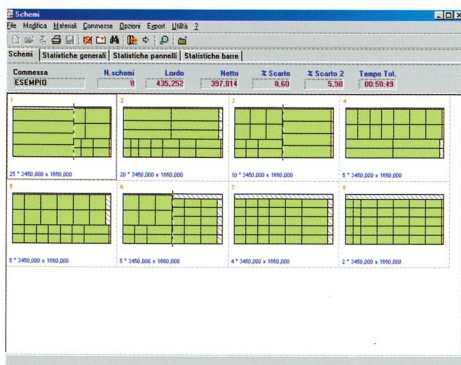 Schemi
File Modifica Materiali Commesse Opzioni Export Utilità ?
Schemi Statistiche generali Statistiche pannelli Statistiche barre
Commessa N.schemi Lordo Netto % Scarto % Scarto 2 Tempo Tot.
ESEMPIO 8 435,252 397,814 8,60 5,98 00:50:49
1 2 3 4
25 * 3450,000 x 1660,000 20 * 3450,000 x 1660,000 10 * 3450,000 x 1660,000 5 * 3450,000 x 1660,000
5 6 7 8
5 * 3450,000 x 1660,000 5 * 3450,000 x 1660,000 4 * 3450,000 x 1660,000 2 * 3450,000 x 1660,000